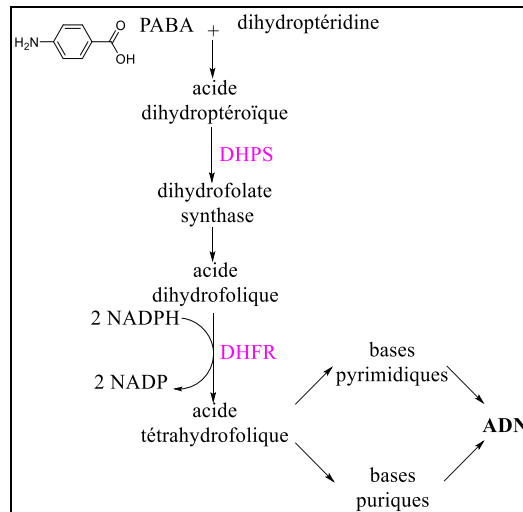 PABA + dihydroptéridine
H₂N
O
OH
acide
dihydroptéroïque
DHPS
dihydrofolate
synthase
acide
dihydrofolique
2 NADPH
DHFR
2 NADP
acide
tétrahydrofolique
bases
pyrimidiques
ADN
bases
puriques